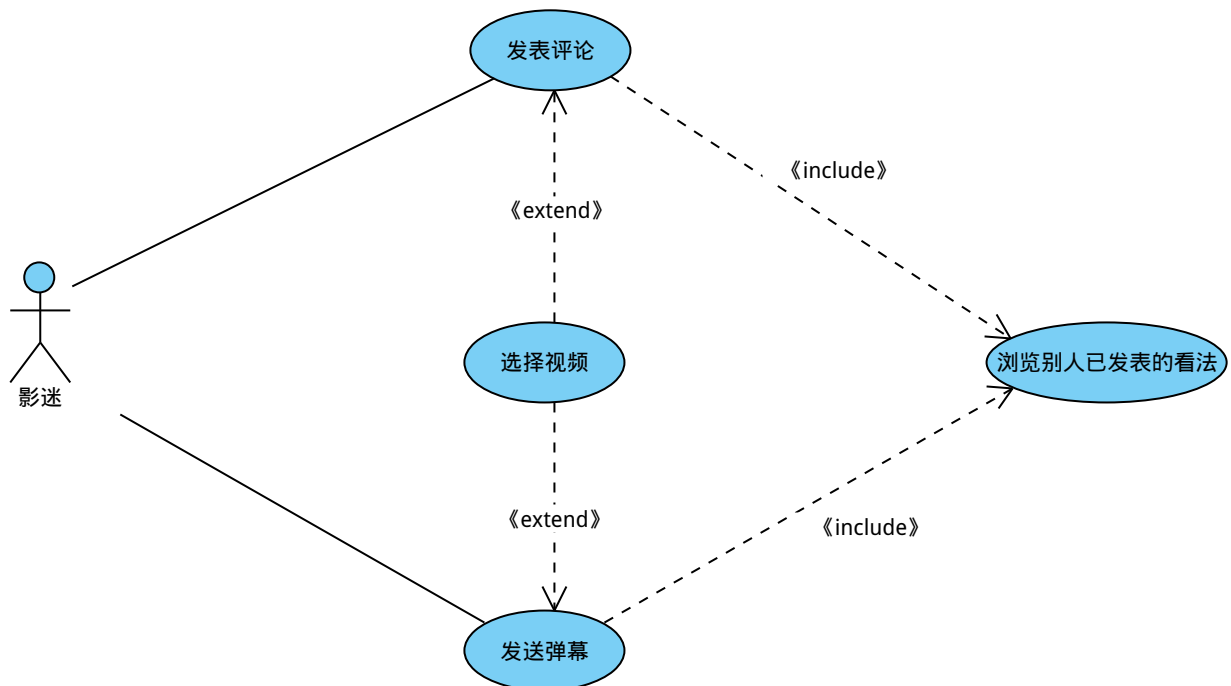 发表评论
《include》
《extend》
选择视频
浏览别人已发表的看法
影迷
《extend》
《include》
发送弹幕